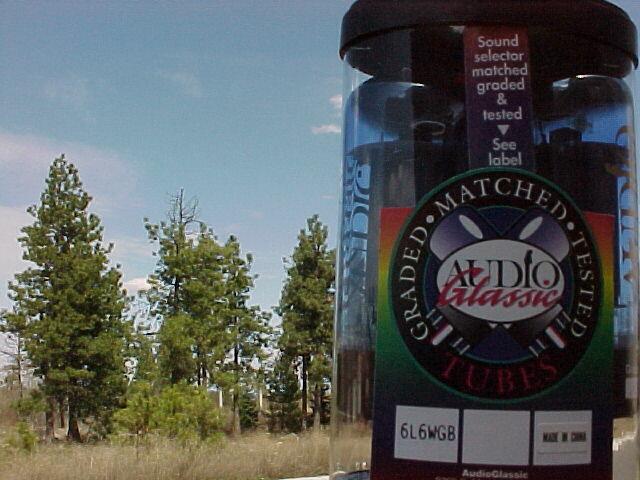 Sound
selector
matched
graded
&
tested
See
label
GRADED • MATCHED • TESTED
AUDIO
Glassic
TUBES
6L6WGB
MADE IN CHINA
AudioGlassic